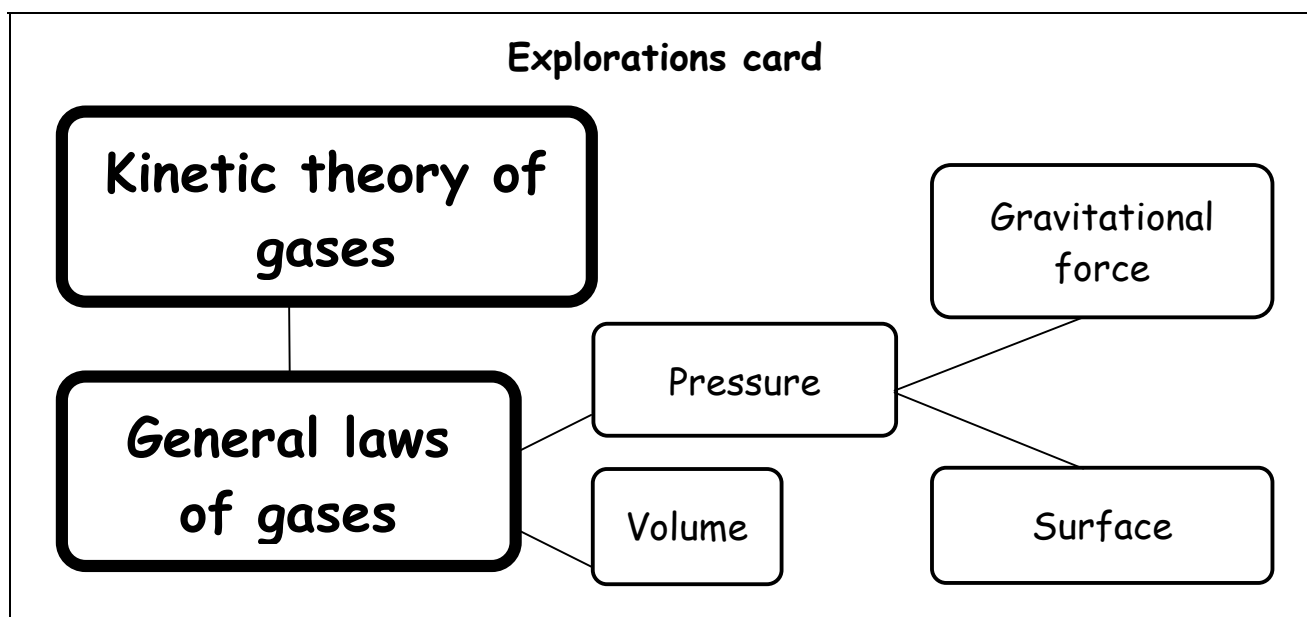 Explorations card
Kinetic theory of
gases
General laws
of gases
Pressure
Volume
Gravitational
force
Surface